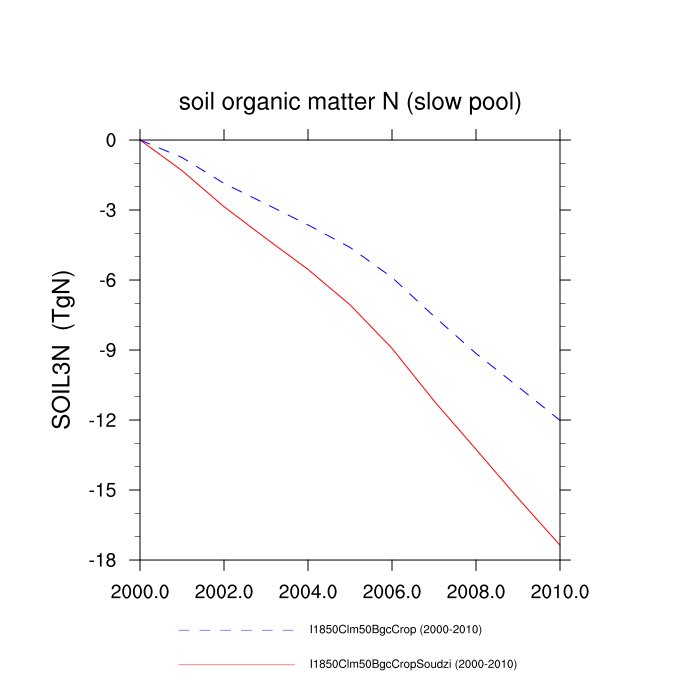 soil organic matter N (slow pool)
0
-3
-6
-9
-12
-15
-18
SOIL3N (TgN)
2000.0 2002.0 2004.0 2006.0 2008.0 2010.0
I1850Clm50BgcCrop (2000-2010)
I1850Clm50BgcCropSoudzi (2000-2010)